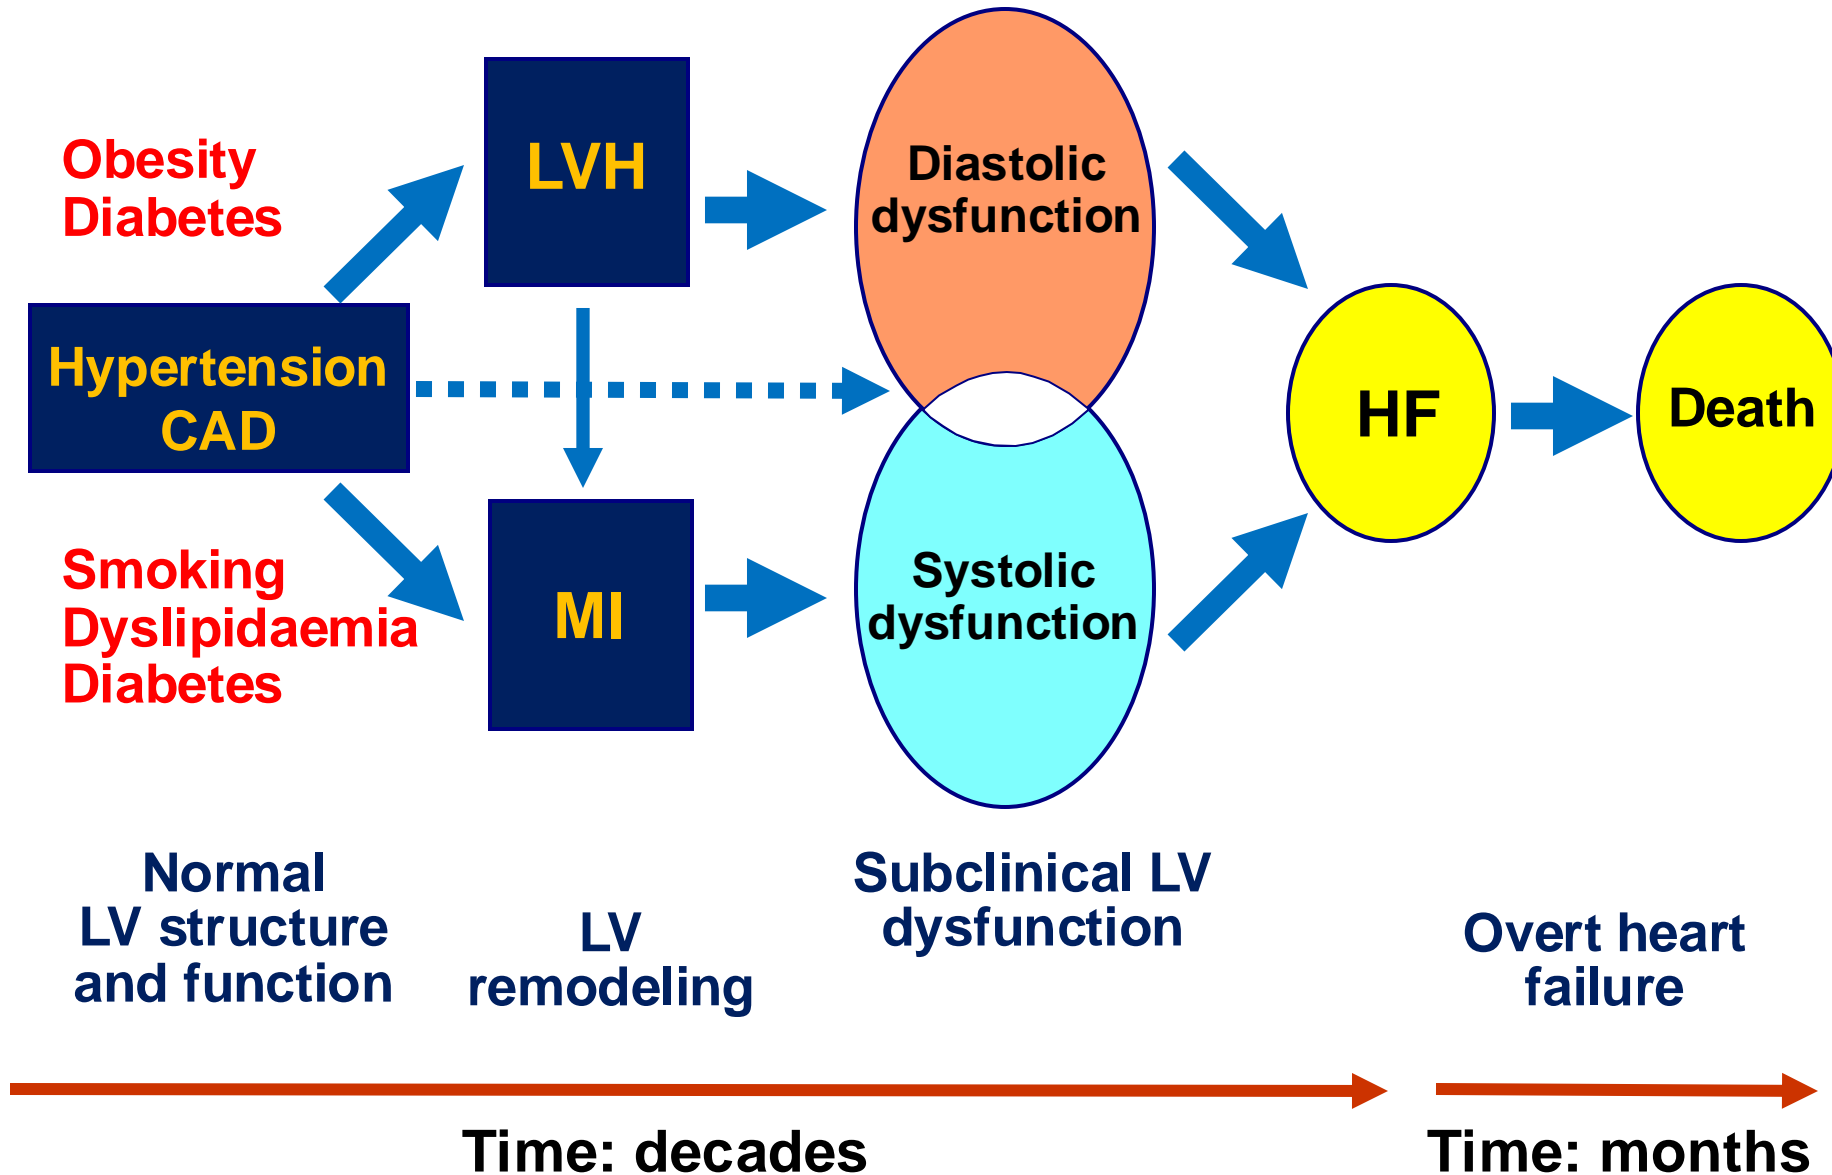 Obesity
Diabetes
LVH
Diastolic
dysfunction
Hypertension
CAD
HF
Death
Smoking
Dyslipidaemia
Diabetes
MI
Systolic
dysfunction
Normal
LV structure
and function
LV
remodeling
Subclinical LV
dysfunction
Overt heart
failure
Time: decades
Time: months